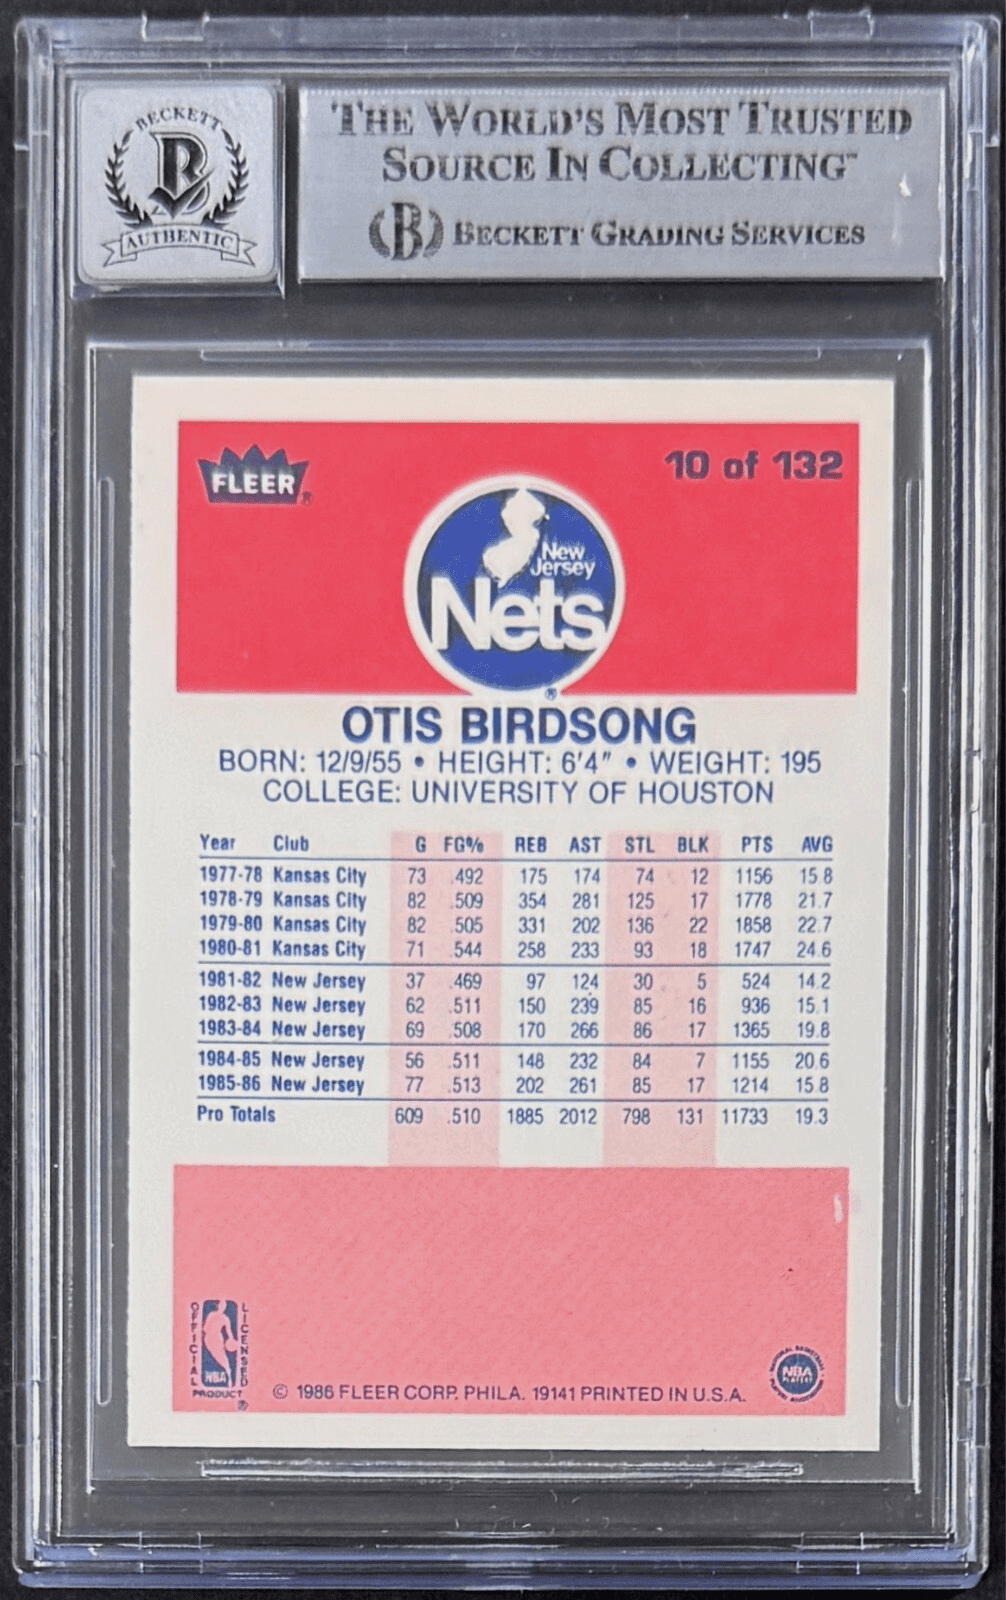 BECKETT
B
AUTHENTIC
THE WORLD'S MOST TRUSTED
SOURCE IN COLLECTING™
B BECKETT GRADING SERVICES
FLEER®
10 of 132
New
Jersey
Nets
®
OTIS BIRDSONG
BORN: 12/9/55 • HEIGHT: 6'4" • WEIGHT: 195
COLLEGE: UNIVERSITY OF HOUSTON
Year Club G FG% REB AST STL BLK PTS AVG
1977-78 Kansas City 73 .492 175 174 74 12 1156 15.8
1978-79 Kansas City 82 .509 354 281 125 17 1778 21.7
1979-80 Kansas City 82 .505 331 202 136 22 1858 22.7
1980-81 Kansas City 71 .544 258 233 93 18 1747 24.6
1981-82 New Jersey 37 .469 97 124 30 5 524 14.2
1982-83 New Jersey 62 .511 150 239 85 16 936 15.1
1983-84 New Jersey 69 .508 170 266 86 17 1365 19.8
1984-85 New Jersey 56 .511 148 232 84 7 1155 20.6
1985-86 New Jersey 77 .513 202 261 85 17 1214 15.8
Pro Totals 609 .510 1885 2012 798 131 11733 19.3
OFFICIAL
LICENSED
NBA
PRODUCT
®
© 1986 FLEER CORP. PHILA. 19141 PRINTED IN U.S.A.
NATIONAL BASKETBALL
NBA
PLAYERS
PLAYERS ASSOCIATION